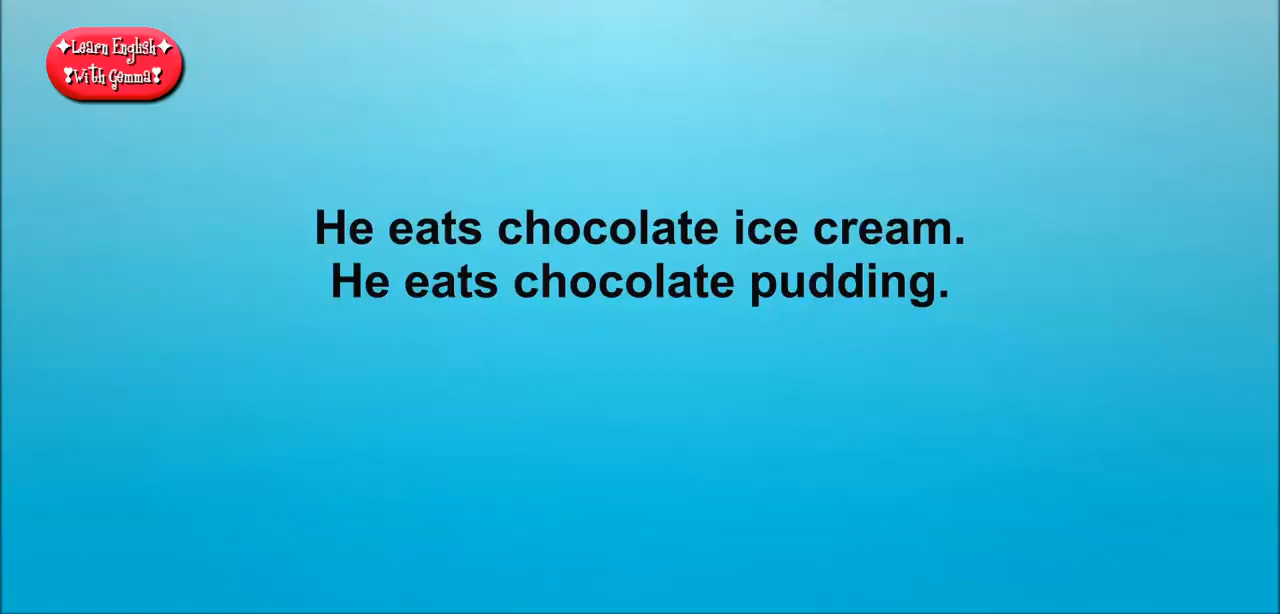 ✦Learn English✦
❣With Gemma❣
He eats chocolate ice cream.
He eats chocolate pudding.